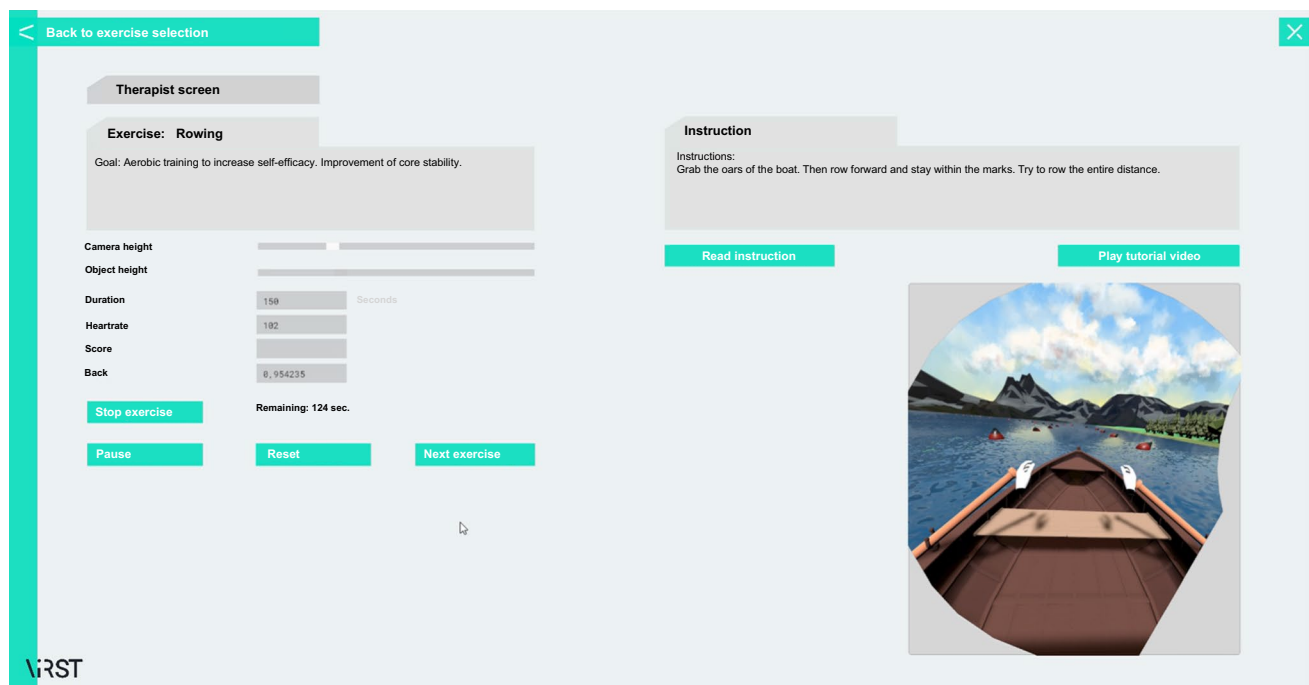 Back to exercise selection
Therapist screen
Exercise: Rowing
Goal: Aerobic training to increase self-efficacy. Improvement of core stability.
Camera height
Object height
Duration 150 Seconds
Heartrate 102
Score
Back 0,954235
Stop exercise Remaining: 124 sec.
Pause Reset Next exercise
Instruction
Instructions:
Grab the oars of the boat. Then row forward and stay within the marks. Try to row the entire distance.
Read instruction Play tutorial video
ViRST